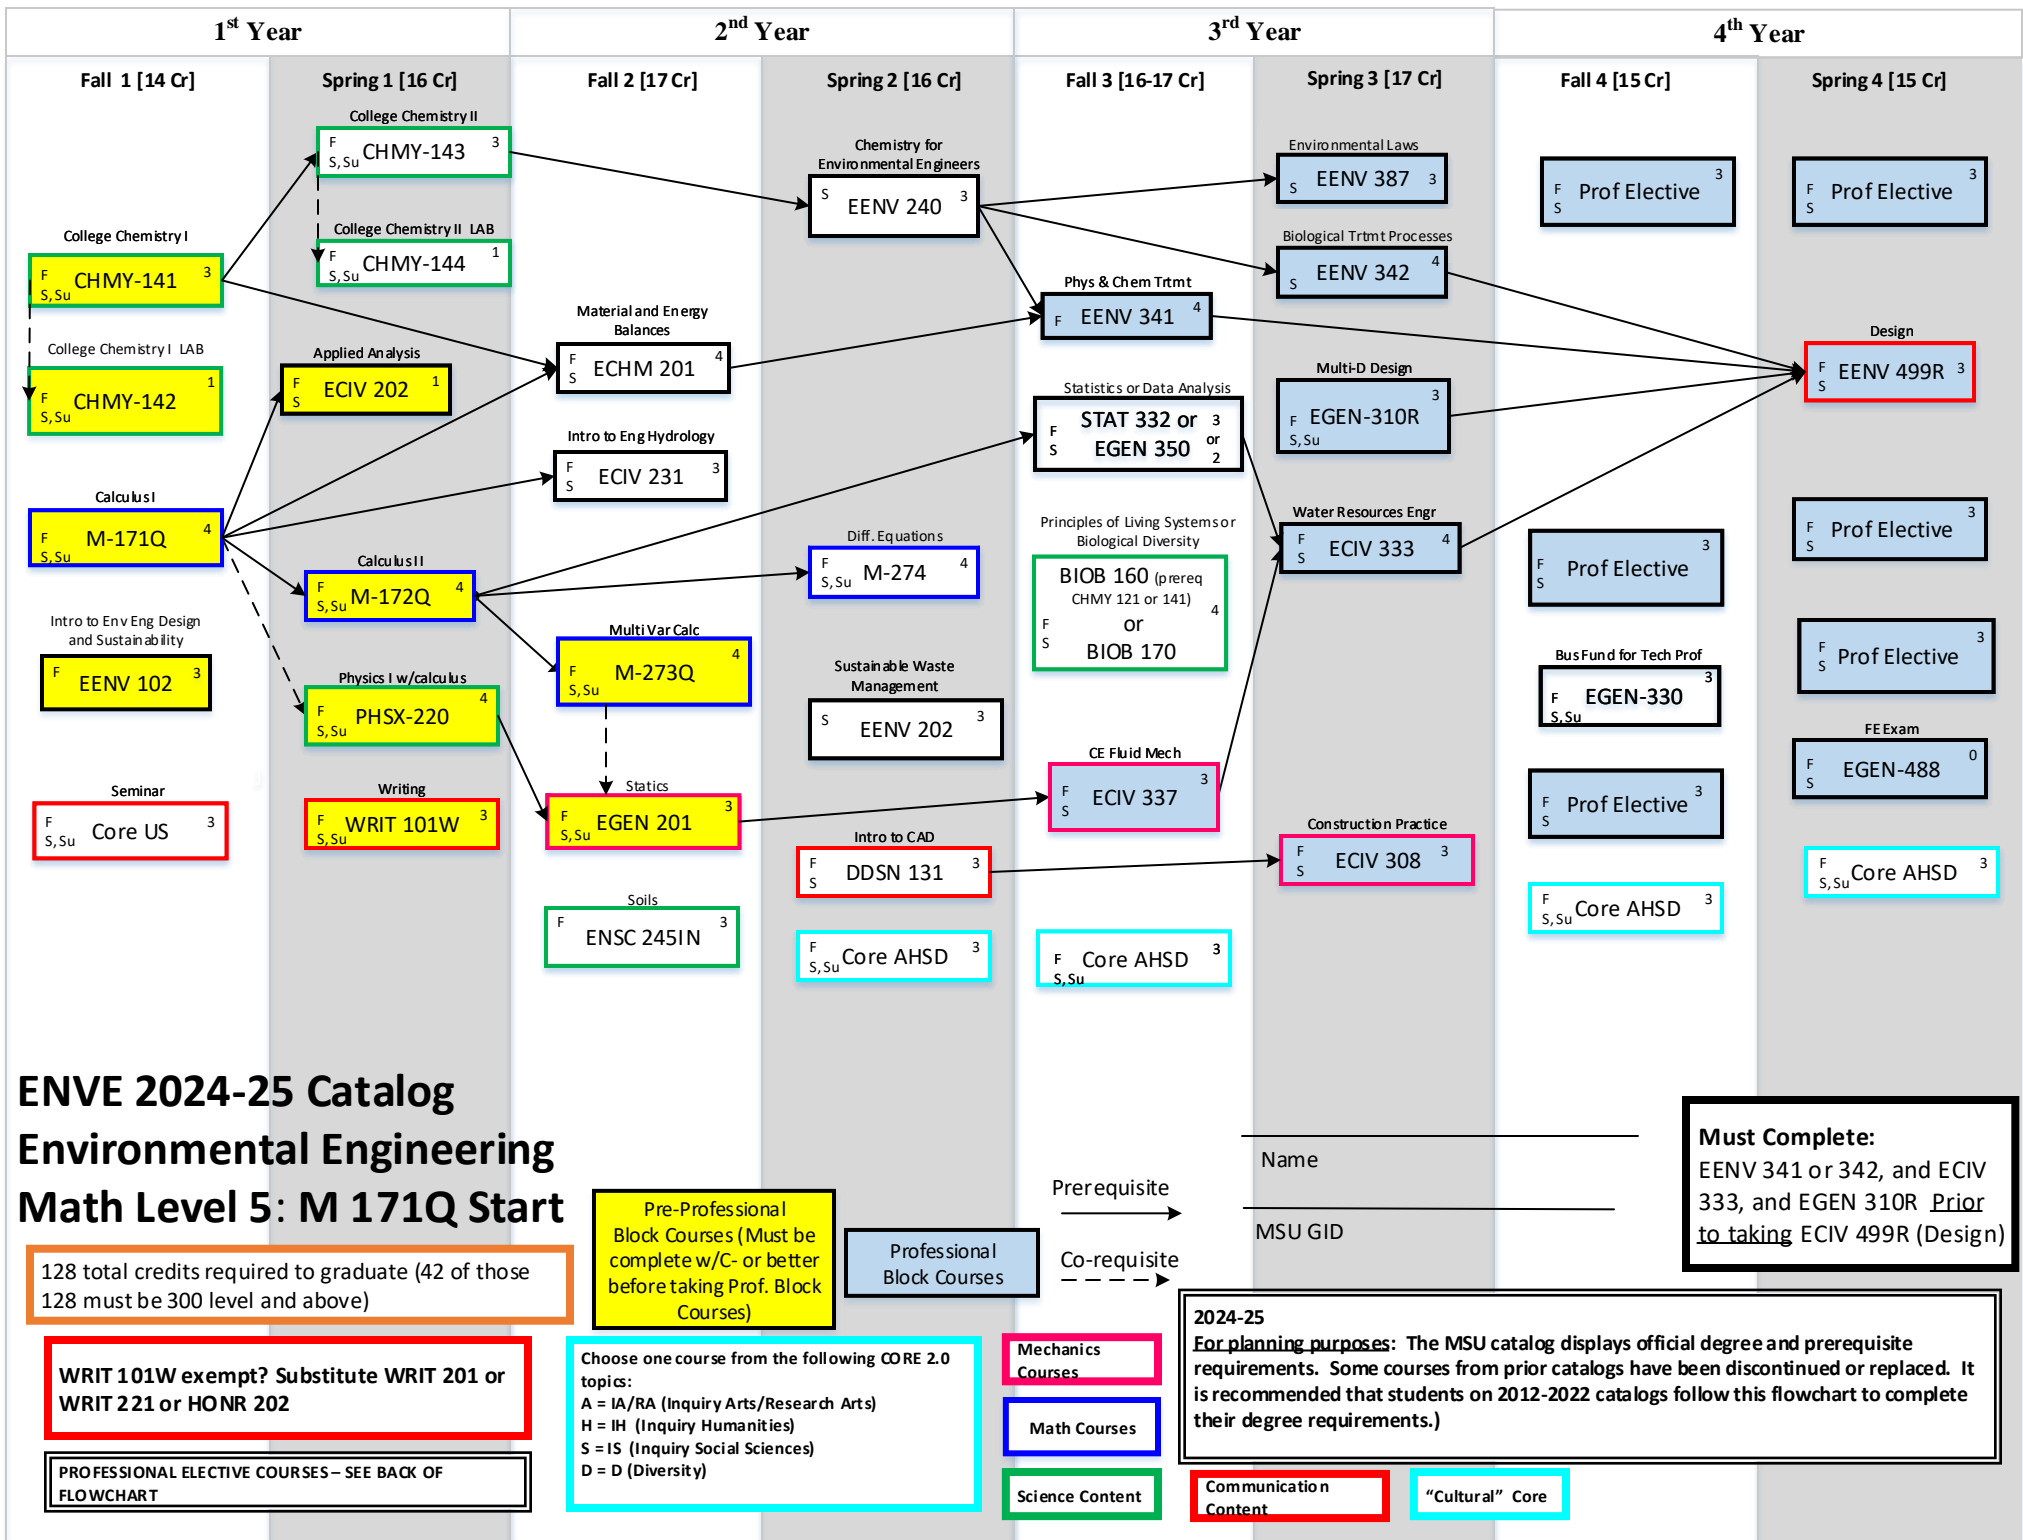 1st Year
2nd Year
3rd Year
4th Year
Fall 1 [14 Cr]
Spring 1 [16 Cr]
Fall 2 [17 Cr]
Spring 2 [16 Cr]
Fall 3 [16-17 Cr]
Spring 3 [17 Cr]
Fall 4 [15 Cr]
Spring 4 [15 Cr]
College Chemistry I
F
S, Su
CHMY-141
3
College Chemistry I LAB
F
S, Su
CHMY-142
1
Calculus I
F
S, Su
M-171Q
4
Intro to Env Eng Design
and Sustainability
F
EENV 102
3
Seminar
F
S, Su
Core US
3
College Chemistry II
F
S, Su
CHMY-143
3
College Chemistry II LAB
F
S, Su
CHMY-144
1
Applied Analysis
F
S
ECIV 202
1
Calculus II
F
S, Su
M-172Q
4
Physics I w/calculus
F
S, Su
PHSX-220
4
Writing
F
S, Su
WRIT 101W
3
Material and Energy
Balances
F
S
ECHM 201
4
Intro to Eng Hydrology
F
S
ECIV 231
3
Multi Var Calc
F
S, Su
M-273Q
4
Statics
F
S, Su
EGEN 201
3
Soils
F
ENSC 245IN
3
Chemistry for
Environmental Engineers
S
EENV 240
3
Diff. Equations
F
S, Su
M-274
4
Sustainable Waste
Management
S
EENV 202
3
Intro to CAD
F
S
DDSN 131
3
F
S, Su
Core AHSD
3
Phys & Chem Trtmt
F
EENV 341
4
Statistics or Data Analysis
F
S
STAT 332 or
EGEN 350
3
or
2
Principles of Living Systems or
Biological Diversity
BIOB 160 (prereq
CHMY 121 or 141)
or
BIOB 170
F
S
4
CE Fluid Mech
F
S
ECIV 337
3
F
S, Su
Core AHSD
3
Environmental Laws
S
EENV 387
3
Biological Trtmt Processes
S
EENV 342
4
Multi-D Design
F
S, Su
EGEN-310R
3
Water Resources Engr
F
S
ECIV 333
4
Construction Practice
F
S
ECIV 308
3
F
S
Prof Elective
3
F
S
Prof Elective
3
Bus Fund for Tech Prof
F
S, Su
EGEN-330
3
F
S
Prof Elective
3
F
S, Su
Core AHSD
3
F
S
Prof Elective
3
Design
F
S
EENV 499R
3
F
S
Prof Elective
3
F
S
Prof Elective
3
FE Exam
F
S
EGEN-488
0
F
S, Su
Core AHSD
3
ENVE 2024-25 Catalog
Environmental Engineering
Math Level 5: M 171Q Start
128 total credits required to graduate (42 of those
128 must be 300 level and above)
WRIT 101W exempt? Substitute WRIT 201 or
WRIT 221 or HONR 202
PROFESSIONAL ELECTIVE COURSES – SEE BACK OF
FLOWCHART
Pre-Professional
Block Courses (Must be
complete w/C- or better
before taking Prof. Block
Courses)
Professional
Block Courses
Choose one course from the following CORE 2.0
topics:
A = IA/RA (Inquiry Arts/Research Arts)
H = IH (Inquiry Humanities)
S = IS (Inquiry Social Sciences)
D = D (Diversity)
Prerequisite
Co-requisite
Name
MSU GID
Must Complete:
EENV 341 or 342, and ECIV
333, and EGEN 310R Prior
to taking ECIV 499R (Design)
2024-25
For planning purposes: The MSU catalog displays official degree and prerequisite
requirements. Some courses from prior catalogs have been discontinued or replaced. It
is recommended that students on 2012-2022 catalogs follow this flowchart to complete
their degree requirements.)
Mechanics
Courses
Math Courses
Science Content
Communication
Content
“Cultural” Core